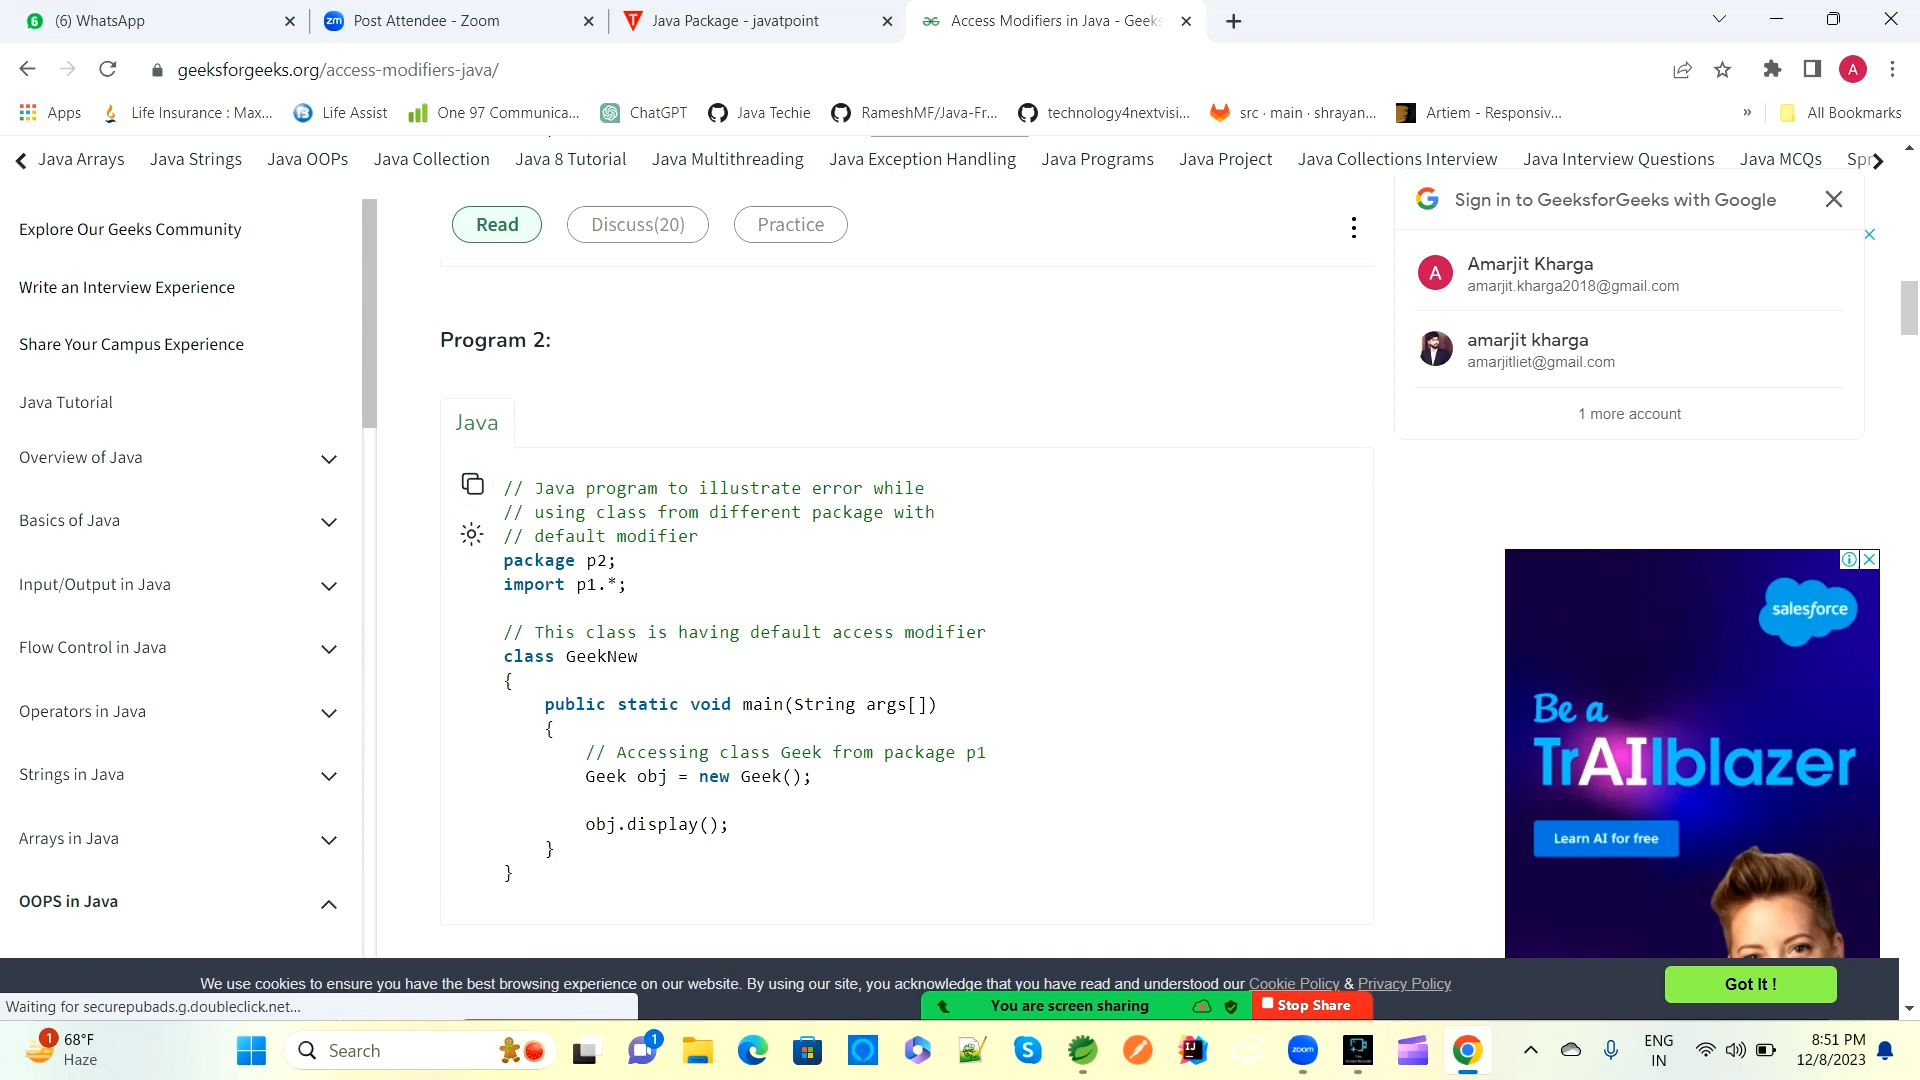 (6) WhatsApp
Post Attendee - Zoom
Java Package - javatpoint
Access Modifiers in Java - Geeks
geeksforgeeks.org/access-modifiers-java/
A
Apps
Life Insurance : Max...
Life Assist
One 97 Communica...
ChatGPT
Java Techie
RameshMF/Java-Fr...
technology4nextvisi...
src · main · shrayan...
Artiem - Responsiv...
»
All Bookmarks
Java Arrays
Java Strings
Java OOPs
Java Collection
Java 8 Tutorial
Java Multithreading
Java Exception Handling
Java Programs
Java Project
Java Collections Interview
Java Interview Questions
Java MCQs
Spr
Explore Our Geeks Community
Write an Interview Experience
Share Your Campus Experience
Java Tutorial
Overview of Java
Basics of Java
Input/Output in Java
Flow Control in Java
Operators in Java
Strings in Java
Arrays in Java
OOPS in Java
Read
Discuss(20)
Practice
Program 2:
Java
// Java program to illustrate error while
// using class from different package with
// default modifier
package p2;
import p1.*;
// This class is having default access modifier
class GeekNew
{
public static void main(String args[])
{
// Accessing class Geek from package p1
Geek obj = new Geek();
obj.display();
}
}
Sign in to GeeksforGeeks with Google
A
Amarjit Kharga
amarjit.kharga2018@gmail.com
amarjit kharga
amarjitliet@gmail.com
1 more account
salesforce
Be a
TrAIlblazer
Learn AI for free
We use cookies to ensure you have the best browsing experience on our website. By using our site, you acknowledge that you have read and understood our Cookie Policy & Privacy Policy
Got It !
Waiting for securepubads.g.doubleclick.net...
You are screen sharing
Stop Share
1
68°F
Haze
Search
1
zoom
ENG
IN
8:51 PM
12/8/2023